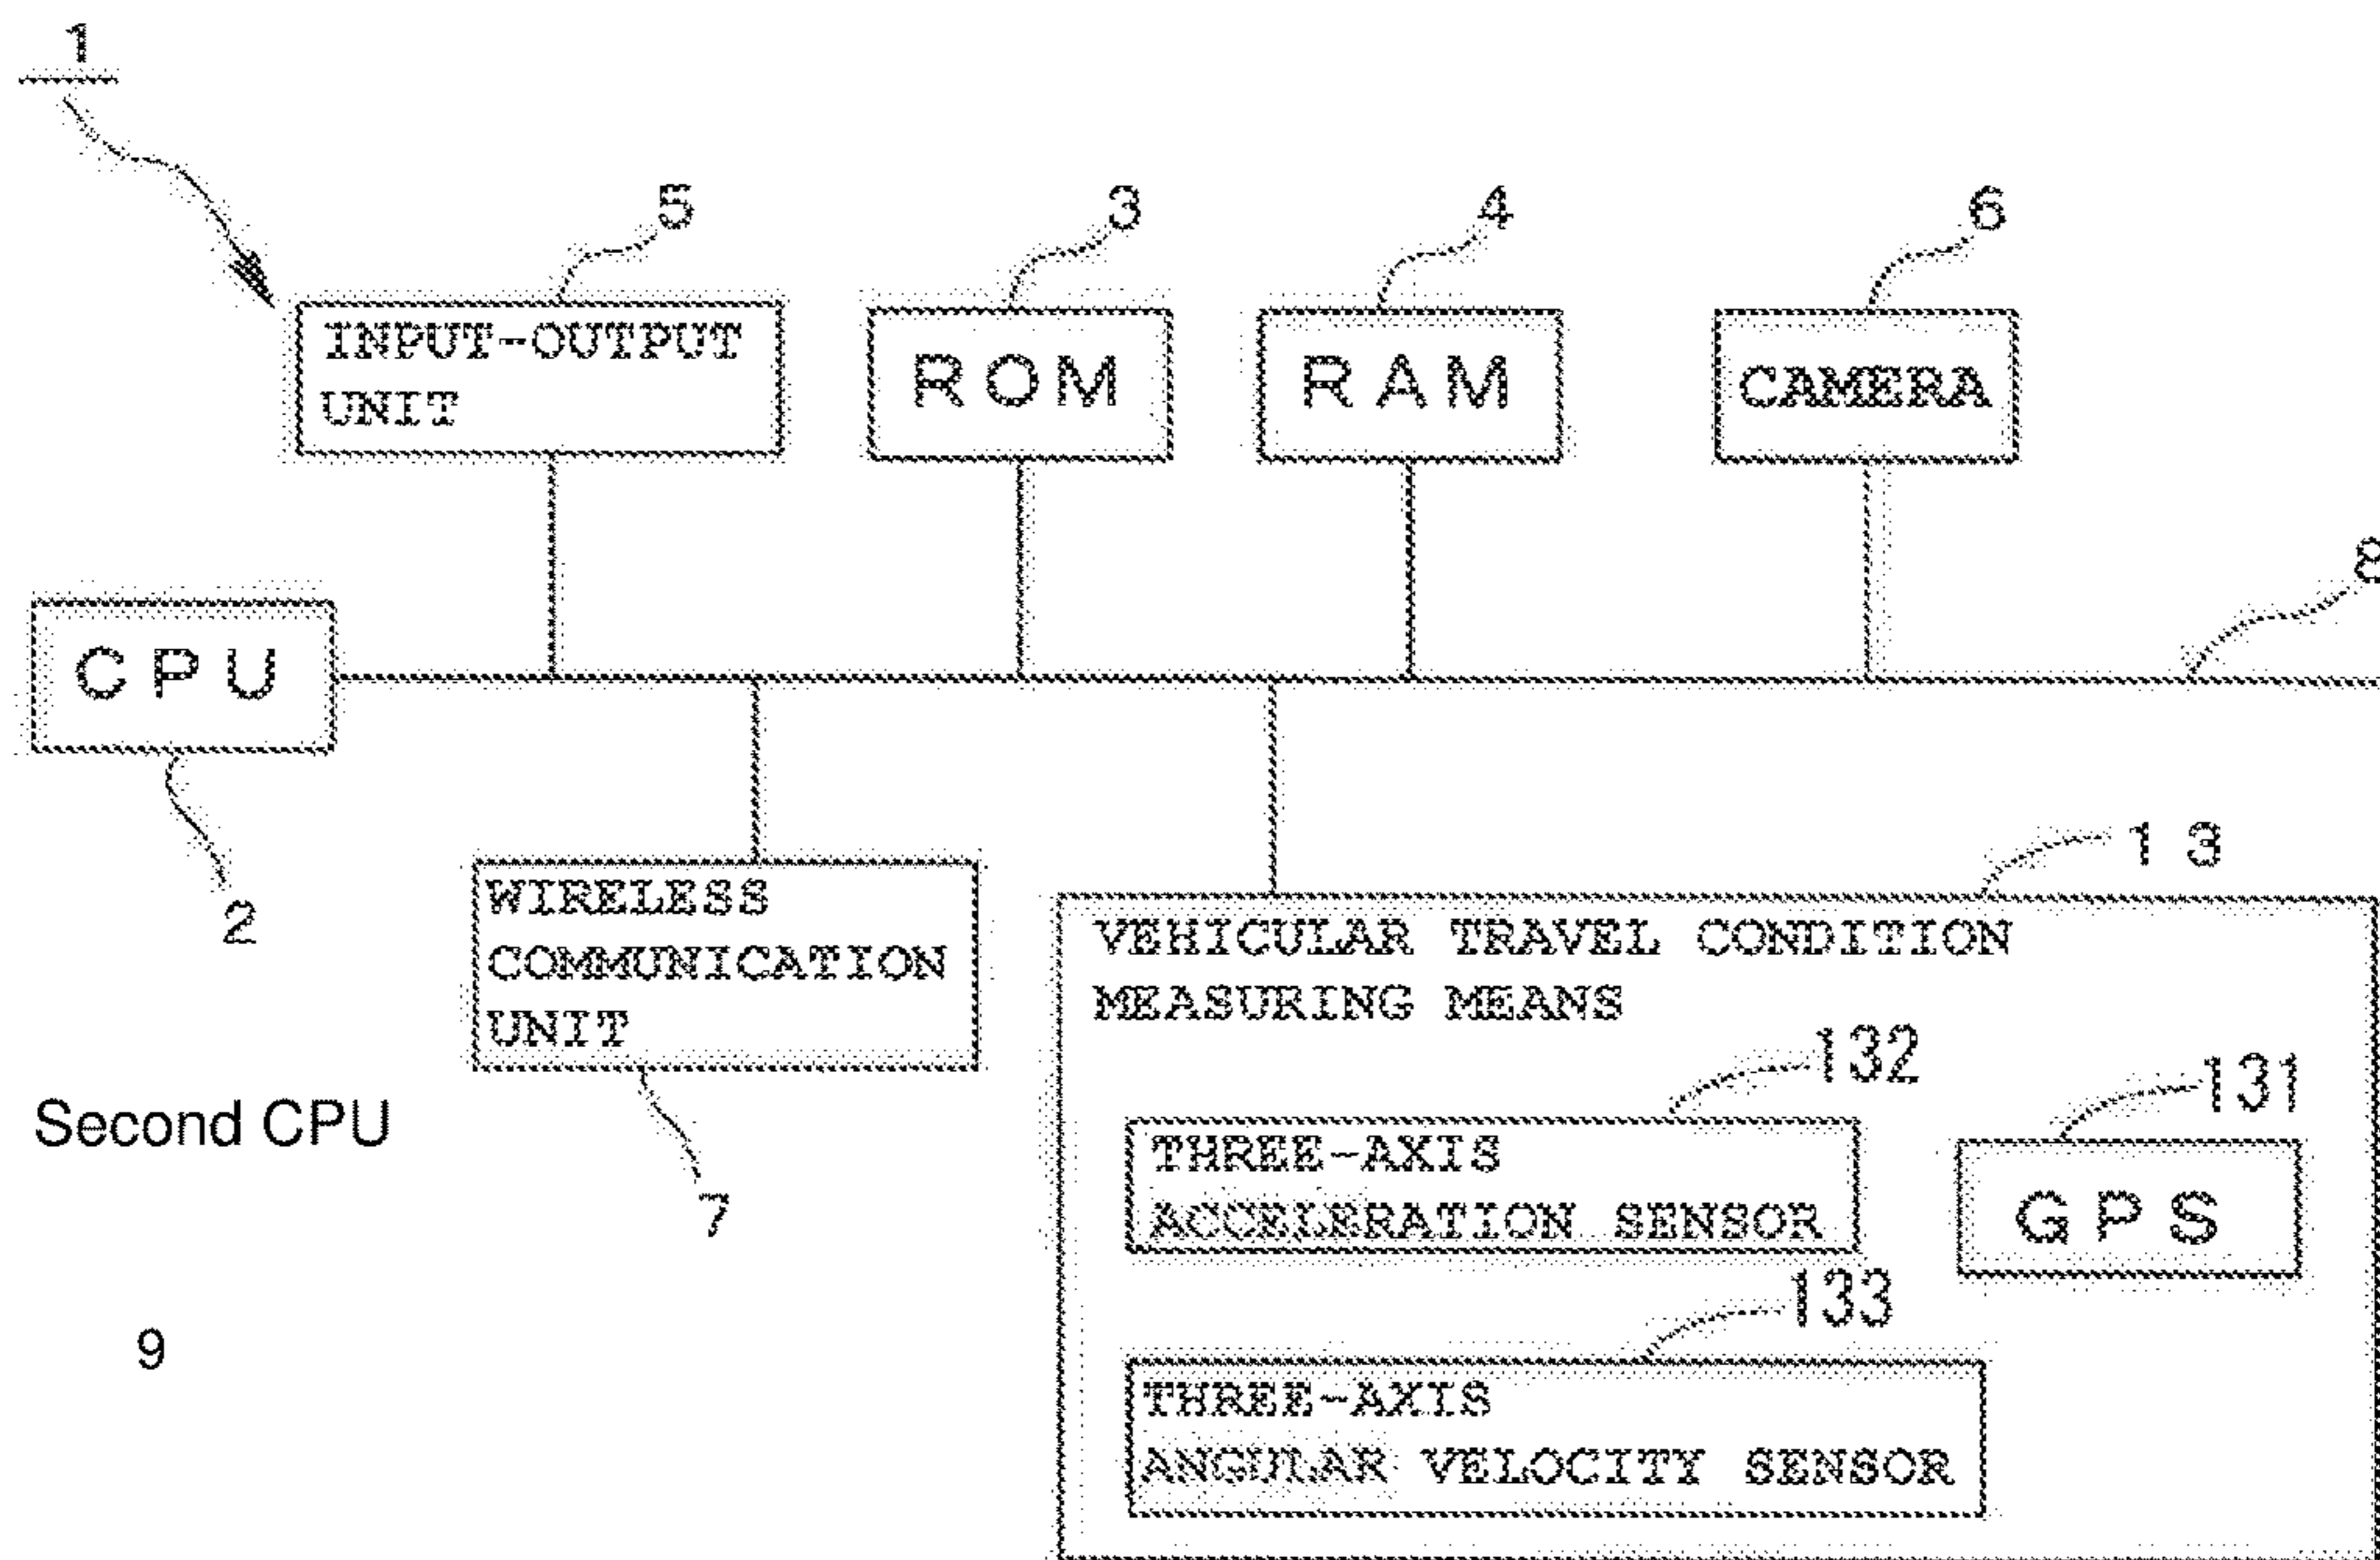 1
5
3
4
6
INPUT-OUTPUT
UNIT
ROM
RAM
CAMERA
8
CPU
2
WIRELESS
COMMUNICATION
UNIT
7
13
VEHICULAR TRAVEL CONDITION
MEASURING MEANS
132
131
THREE-AXIS
ACCELERATION SENSOR
GPS
133
THREE-AXIS
ANGULAR VELOCITY SENSOR
Second CPU
9